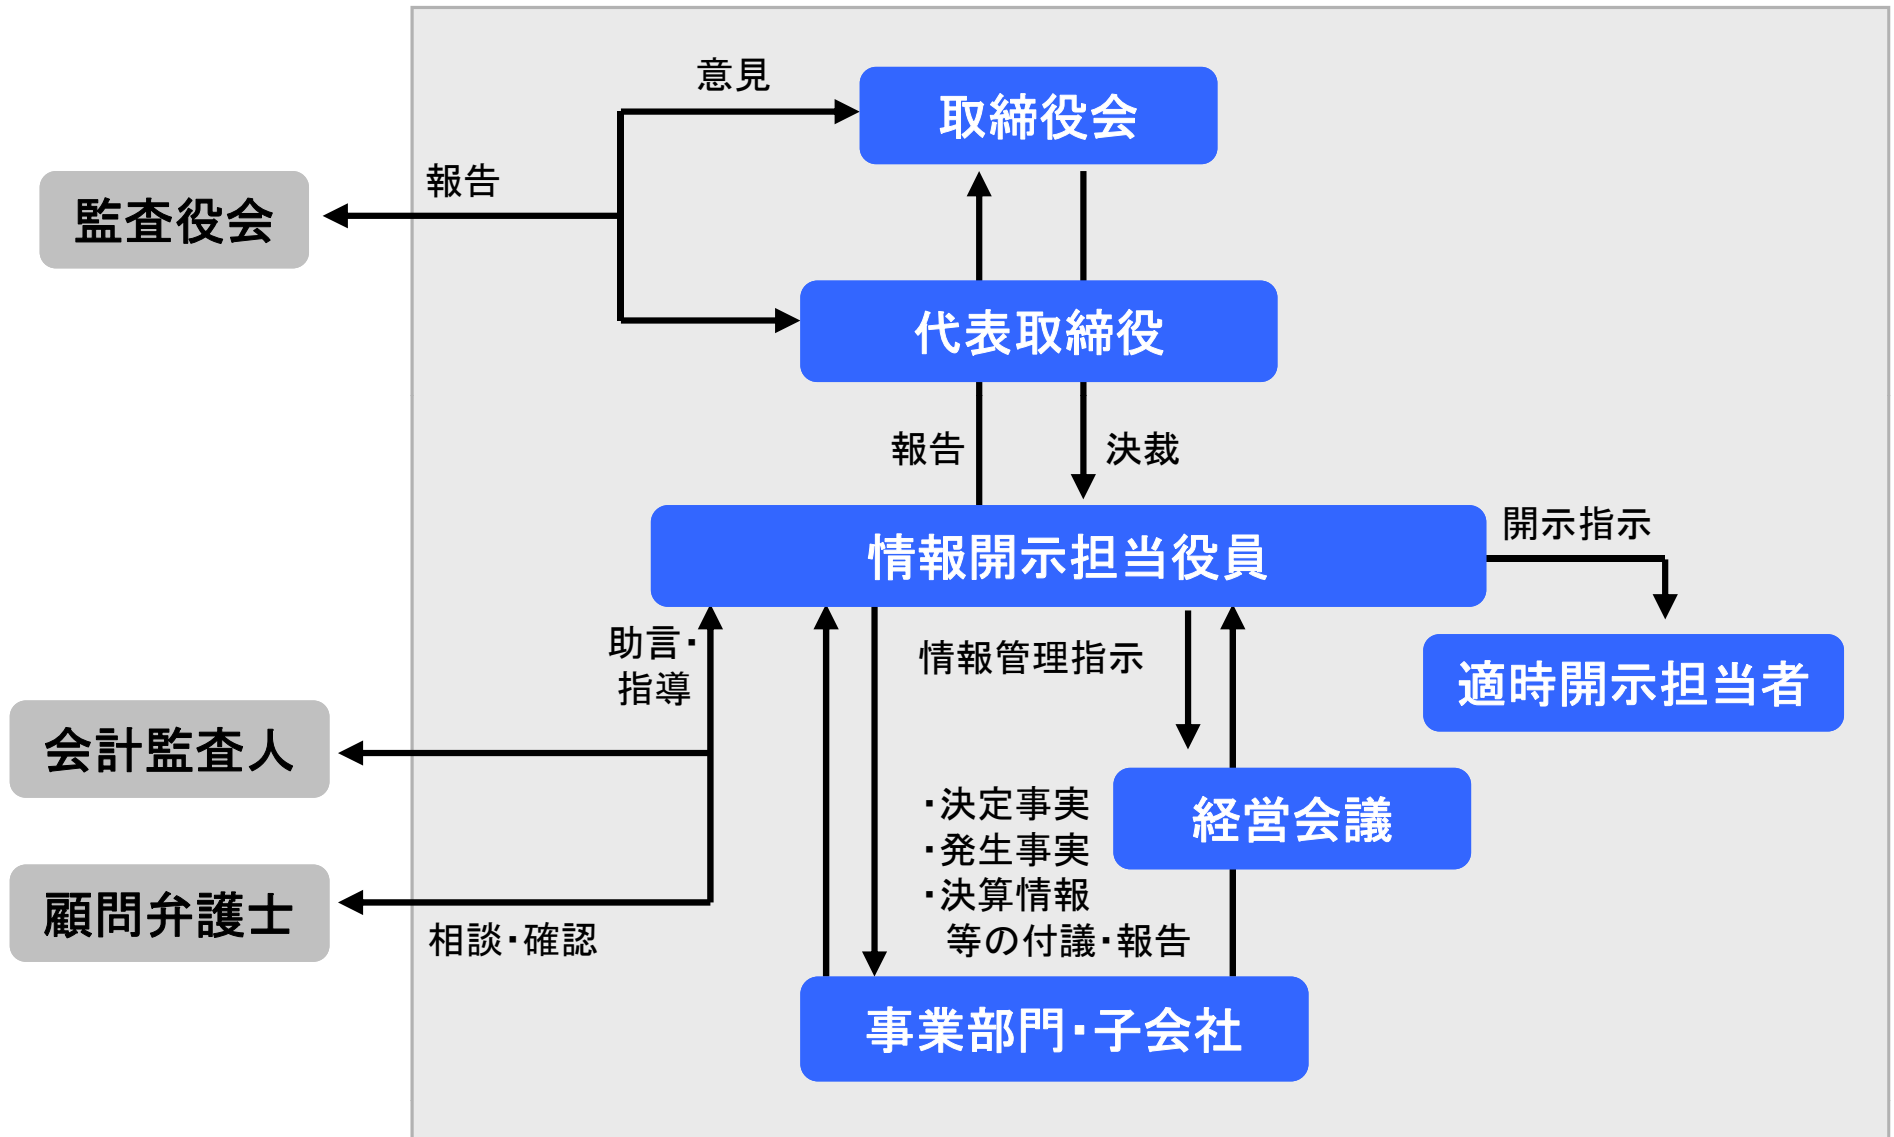 意見
取締役会
報告
監査役会
代表取締役
報告
決裁
情報開示担当役員
開示指示
助言・
指導
情報管理指示
適時開示担当者
会計監査人
・決定事実
・発生事実
・決算情報
等の付議・報告
経営会議
顧問弁護士
相談・確認
事業部門・子会社